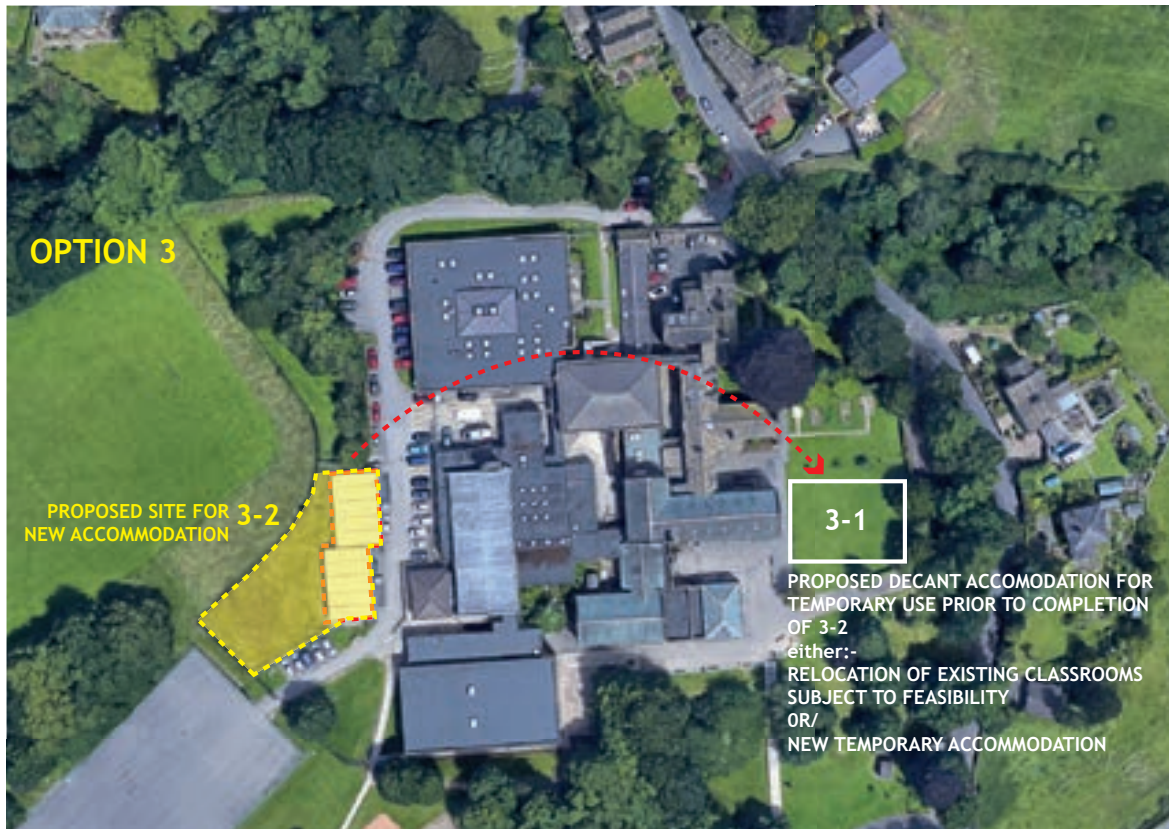 OPTION 3
PROPOSED SITE FOR
NEW ACCOMMODATION
3-2
3-1
PROPOSED DECANT ACCOMODATION FOR
TEMPORARY USE PRIOR TO COMPLETION
OF 3-2
either:-
RELOCATION OF EXISTING CLASSROOMS
SUBJECT TO FEASIBILITY
OR/
NEW TEMPORARY ACCOMMODATION